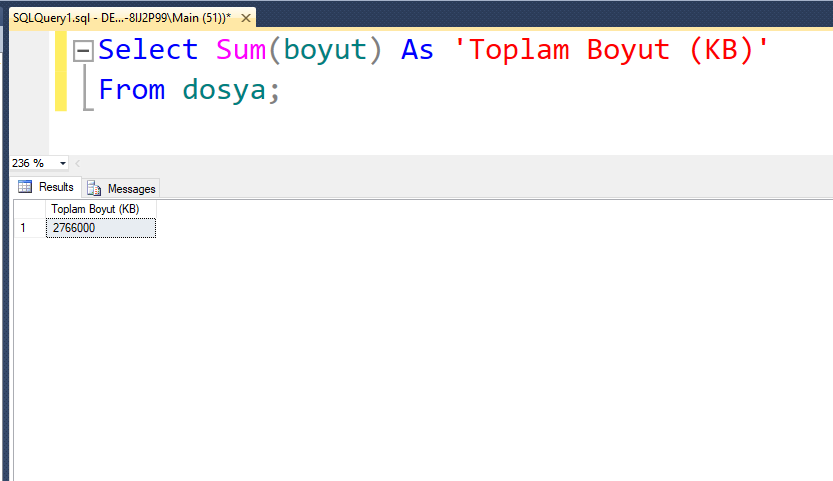 SQLQuery1.sql - DE...-8IJ2P99\Main (51))*
Select Sum(boyut) As 'Toplam Boyut (KB)'
From dosya;
236 %
Results Messages
Toplam Boyut (KB)
1 2766000